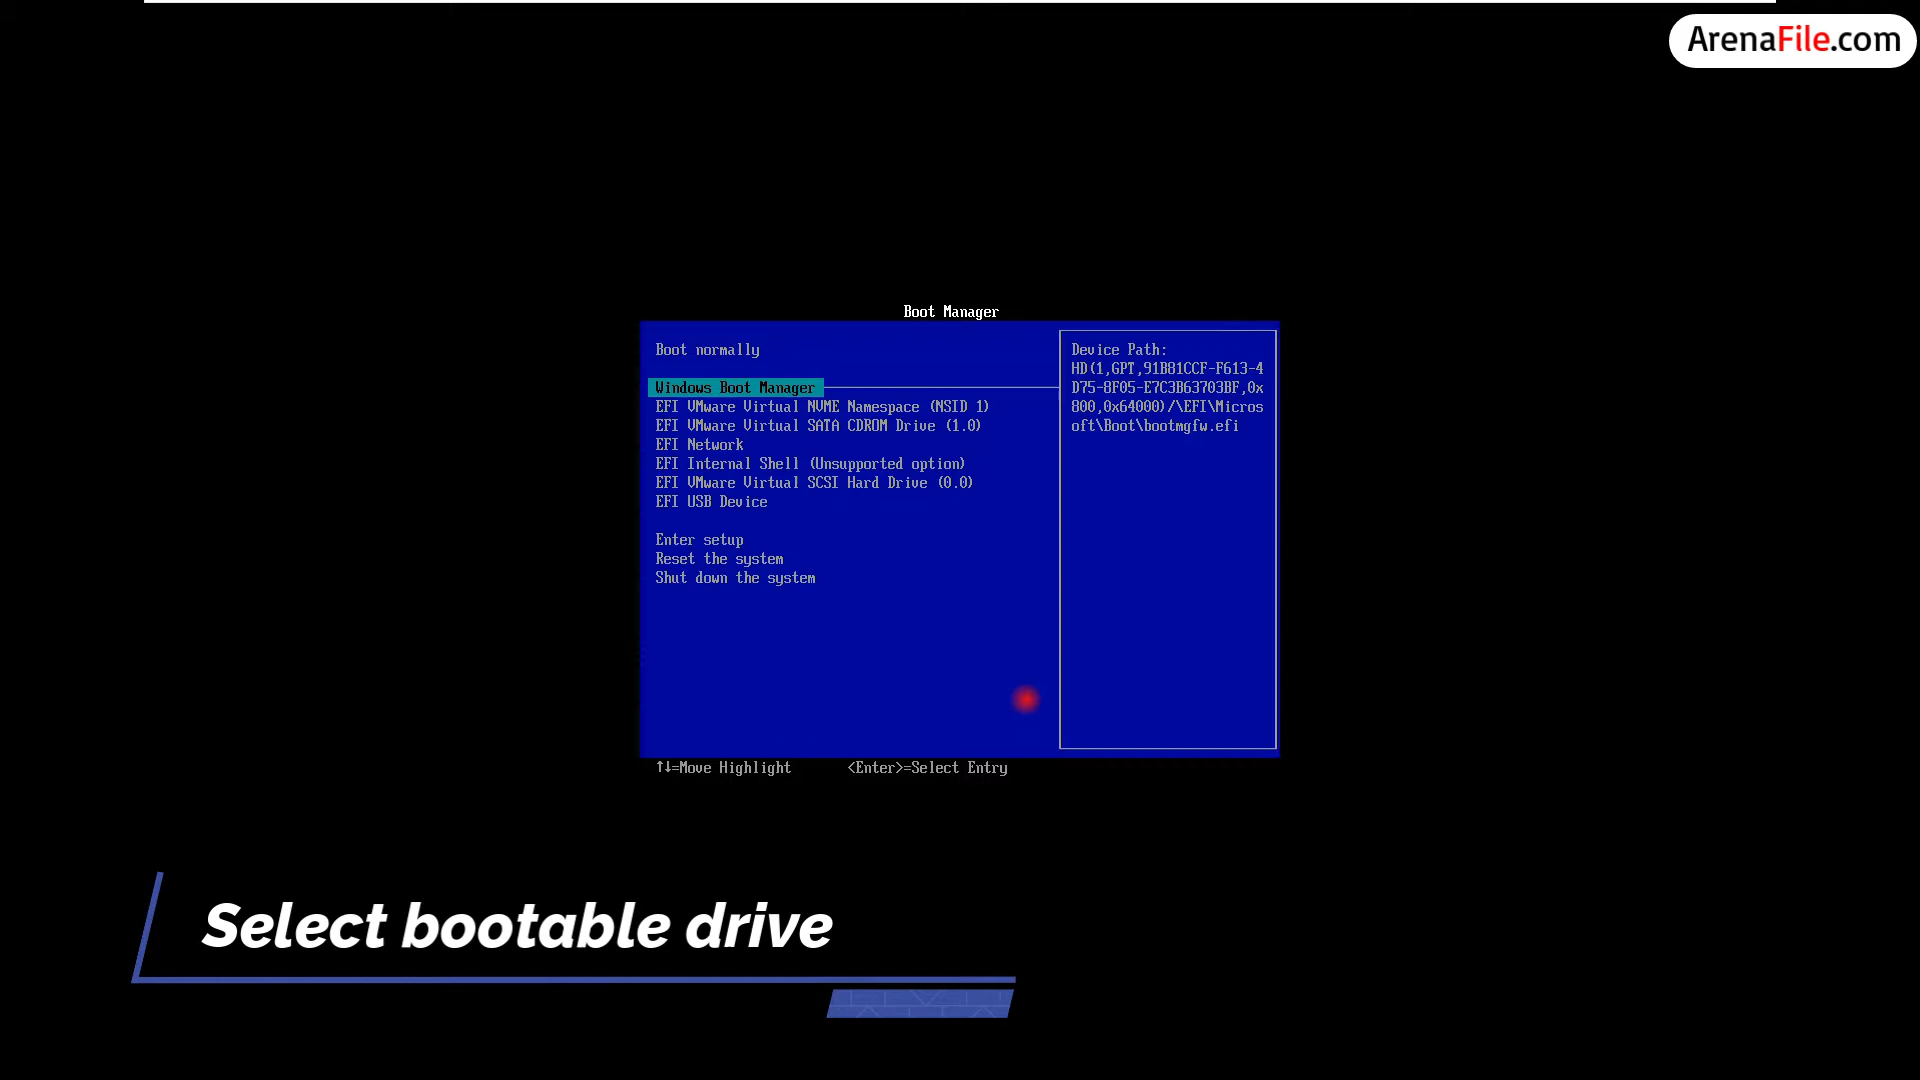 ArenaFile.com
Boot Manager
Boot normally
Windows Boot Manager
EFI VMware Virtual NVME Namespace (NSID 1)
EFI VMware Virtual SATA CDROM Drive (1.0)
EFI Network
EFI Internal Shell (Unsupported option)
EFI VMware Virtual SCSI Hard Drive (0.0)
EFI USB Device
Enter setup
Reset the system
Shut down the system
Device Path:
HD(1,GPT,91B81CCF-F613-4
D75-8F05-E7C3B63703BF,0x
800,0x64000)/\EFI\Micros
oft\Boot\bootmgfw.efi
↑↓=Move Highlight <Enter>=Select Entry
Select bootable drive